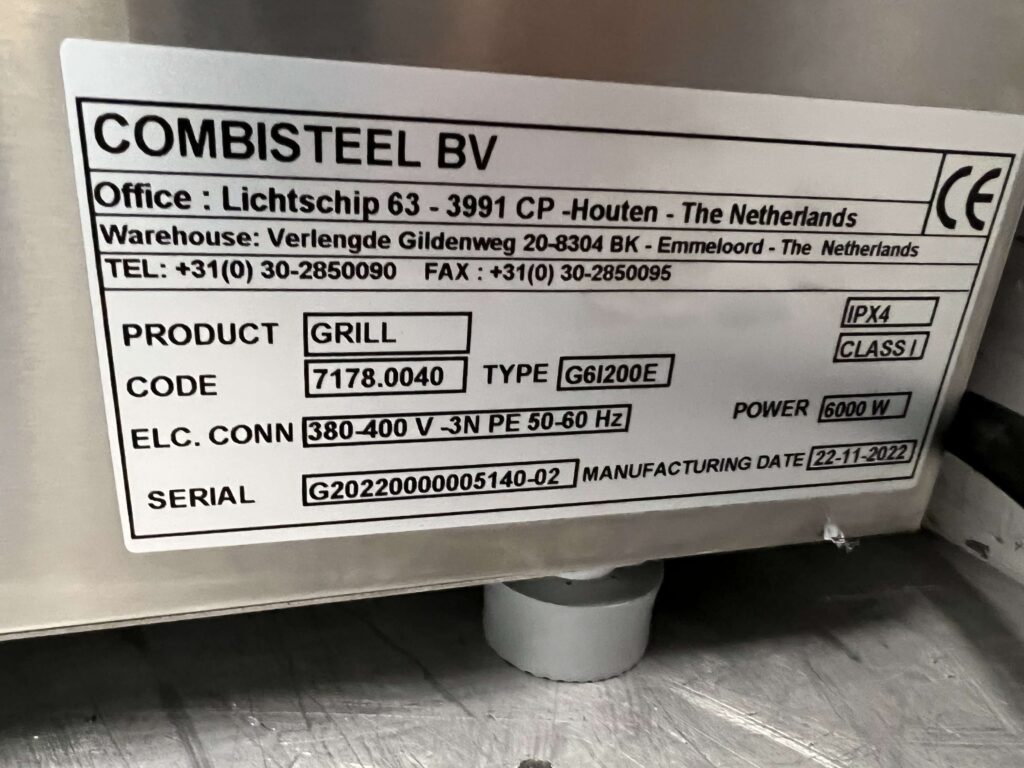 COMBISTEEL BV
CE
Office : Lichtschip 63 - 3991 CP -Houten - The Netherlands
Warehouse: Verlengde Gildenweg 20-8304 BK - Emmeloord - The Netherlands
TEL: +31(0) 30-2850090 FAX : +31(0) 30-2850095
PRODUCT GRILL IPX4
CLASS I
CODE 7178.0040 TYPE G6I200E
ELC. CONN 380-400 V -3N PE 50-60 Hz POWER 6000 W
SERIAL G20220000005140-02 MANUFACTURING DATE 22-11-2022